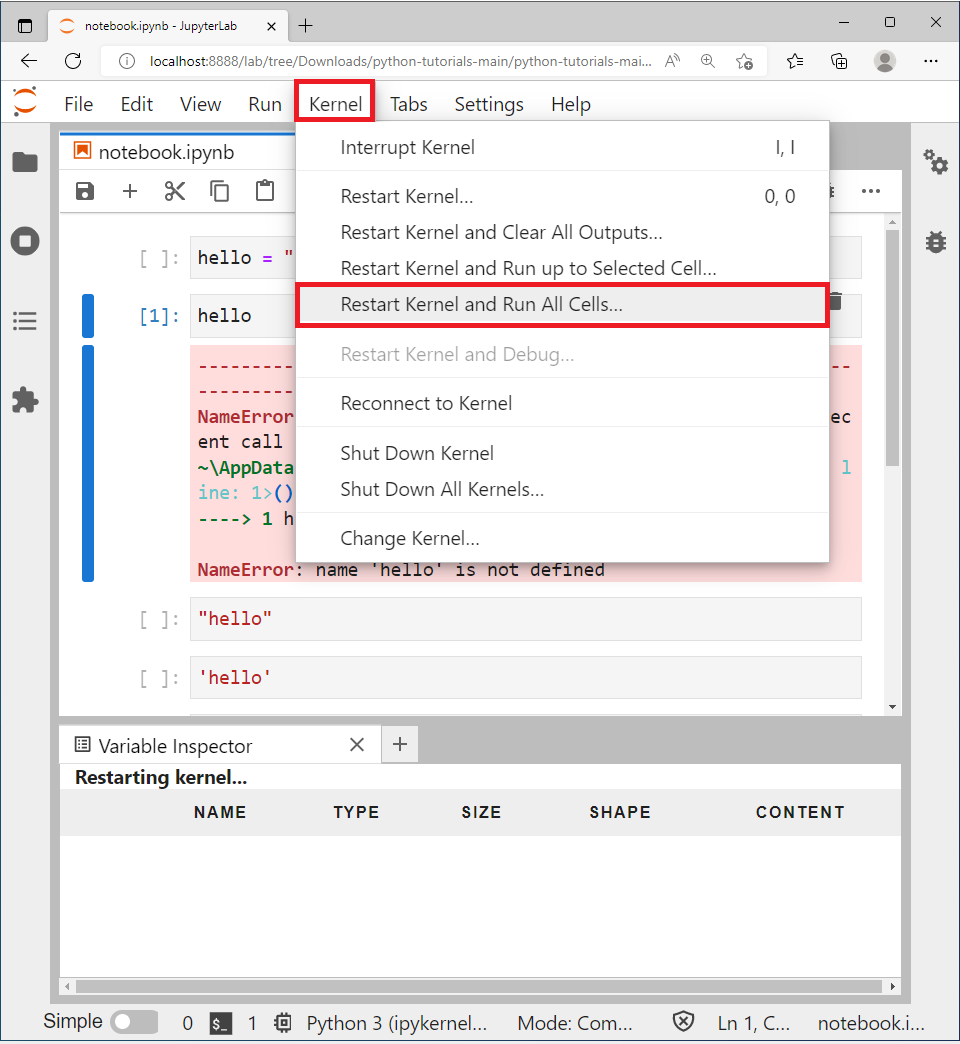 notebook.ipynb - JupyterLab
localhost:8888/lab/tree/Downloads/python-tutorials-main/python-tutorials-mai...
File Edit View Run Kernel Tabs Settings Help
notebook.ipynb
Interrupt Kernel I, I
Restart Kernel... 0, 0
Restart Kernel and Clear All Outputs...
Restart Kernel and Run up to Selected Cell...
Restart Kernel and Run All Cells...
Restart Kernel and Debug...
Reconnect to Kernel
Shut Down Kernel
Shut Down All Kernels...
Change Kernel...
[ ]: hello = "
[1]: hello
NameError ec
ent call
~\AppData l
ine: 1>()
----> 1 h
NameError: name 'hello' is not defined
[ ]: "hello"
[ ]: 'hello'
Variable Inspector
Restarting kernel...
NAME TYPE SIZE SHAPE CONTENT
Simple 0 $_ 1 Python 3 (ipykernel... Mode: Com... Ln 1, C... notebook.i...